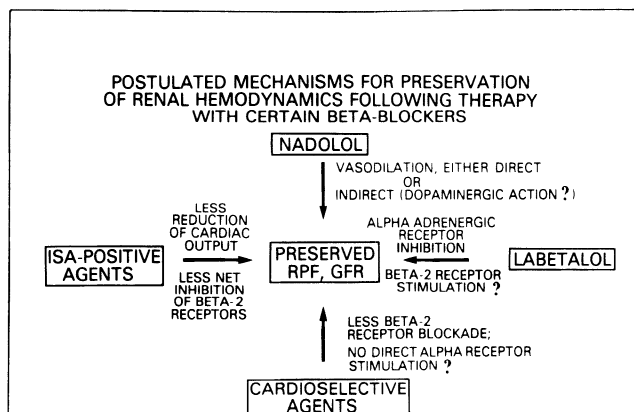 POSTULATED MECHANISMS FOR PRESERVATION
OF RENAL HEMODYNAMICS FOLLOWING THERAPY
WITH CERTAIN BETA-BLOCKERS
NADOLOL
VASODILATION, EITHER DIRECT
OR
INDIRECT (DOPAMINERGIC ACTION ?)
LESS
REDUCTION
OF CARDIAC
OUTPUT
ISA-POSITIVE
AGENTS
LESS NET
INHIBITION
OF BETA-2
RECEPTORS
PRESERVED
RPF, GFR
ALPHA ADRENERGIC
RECEPTOR
INHIBITION
BETA-2 RECEPTOR
STIMULATION ?
LABETALOL
LESS BETA-2
RECEPTOR BLOCKADE;
NO DIRECT ALPHA RECEPTOR
STIMULATION ?
CARDIOSELECTIVE
AGENTS